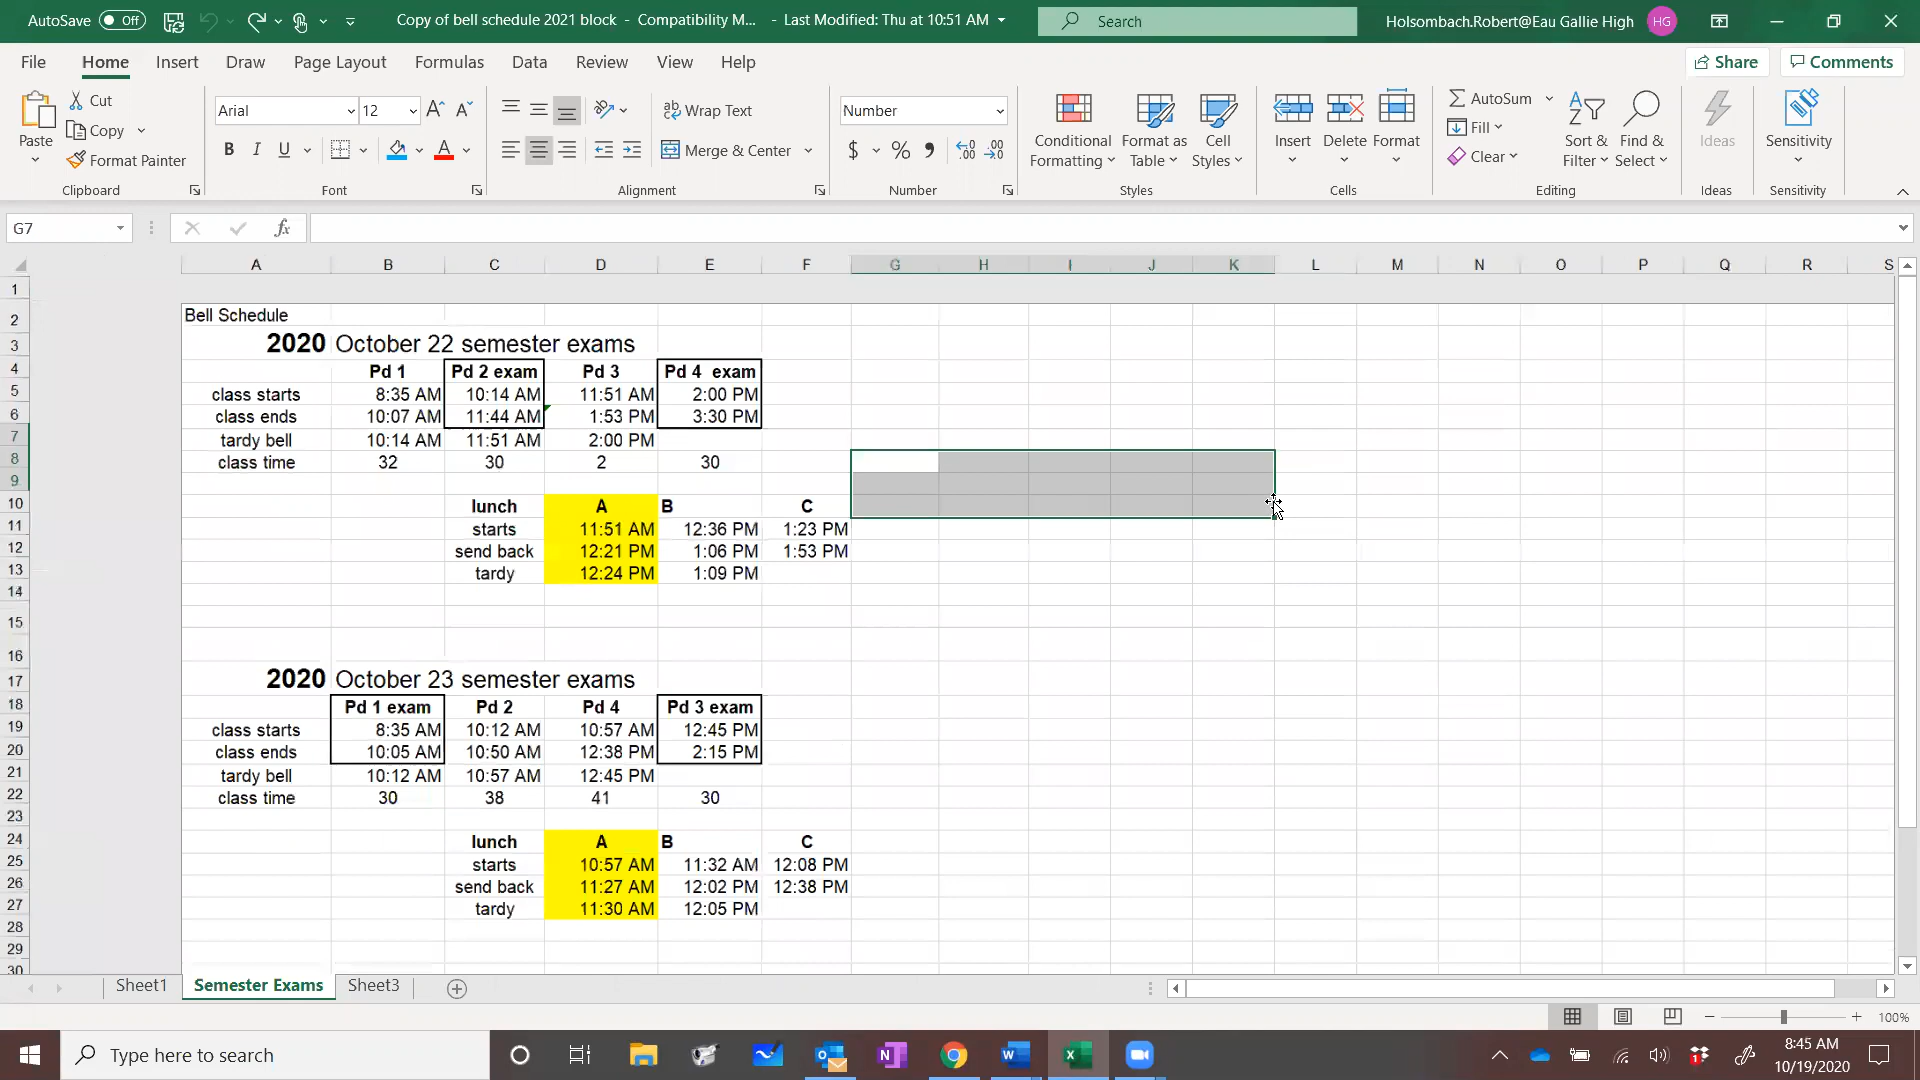 AutoSave Off Copy of bell schedule 2021 block - Compatibility M... - Last Modified: Thu at 10:51 AM Search Holsombach.Robert@Eau Gallie High HG
File Home Insert Draw Page Layout Formulas Data Review View Help Share Comments
Paste Cut Copy Format Painter Clipboard
Arial 12 A A B I U A Font
ab Wrap Text Merge & Center Alignment
Number $ % 9 Number
Conditional Formatting Format as Table Cell Styles Styles
Insert Delete Format Cells
AutoSum Fill Clear Sort & Filter Find & Select Editing
Ideas Ideas
Sensitivity Sensitivity
G7 fx
A B C D E F G H I J K L M N O P Q R S
1
2 Bell Schedule
3 2020 October 22 semester exams
4 Pd 1 Pd 2 exam Pd 3 Pd 4 exam
5 class starts 8:35 AM 10:14 AM 11:51 AM 2:00 PM
6 class ends 10:07 AM 11:44 AM 1:53 PM 3:30 PM
7 tardy bell 10:14 AM 11:51 AM 2:00 PM
8 class time 32 30 2 30
9
10 lunch A B C
11 starts 11:51 AM 12:36 PM 1:23 PM
12 send back 12:21 PM 1:06 PM 1:53 PM
13 tardy 12:24 PM 1:09 PM
14
15
16
17 2020 October 23 semester exams
18 Pd 1 exam Pd 2 Pd 4 Pd 3 exam
19 class starts 8:35 AM 10:12 AM 10:57 AM 12:45 PM
20 class ends 10:05 AM 10:50 AM 12:38 PM 2:15 PM
21 tardy bell 10:12 AM 10:57 AM 12:45 PM
22 class time 30 38 41 30
23
24 lunch A B C
25 starts 10:57 AM 11:32 AM 12:08 PM
26 send back 11:27 AM 12:02 PM 12:38 PM
27 tardy 11:30 AM 12:05 PM
28
29
30
Sheet1 Semester Exams Sheet3
100%
Type here to search 8:45 AM
10/19/2020